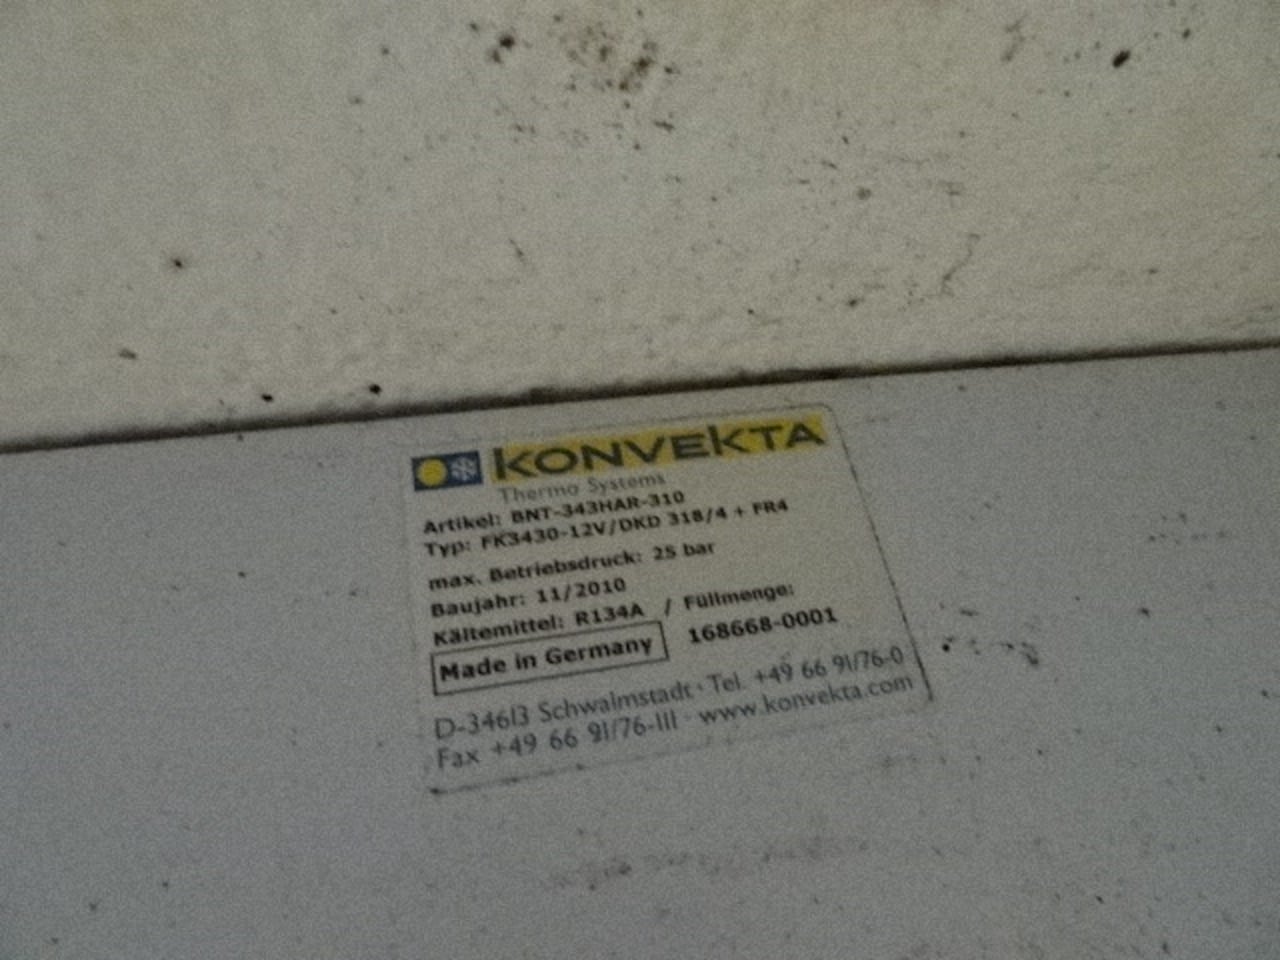 KONVEKTA
Thermo Systems
Artikel: BNT-343HAR-310
Typ: FK3430-12V/DKD 318/4 + FR4
max. Betriebsdruck: 25 bar
Baujahr: 11/2010
Kältemittel: R134A / Füllmenge:
Made in Germany 168668-0001
D-34613 Schwalmstadt · Tel. +49 66 91/76-0
Fax +49 66 91/76-111 · www.konvekta.com